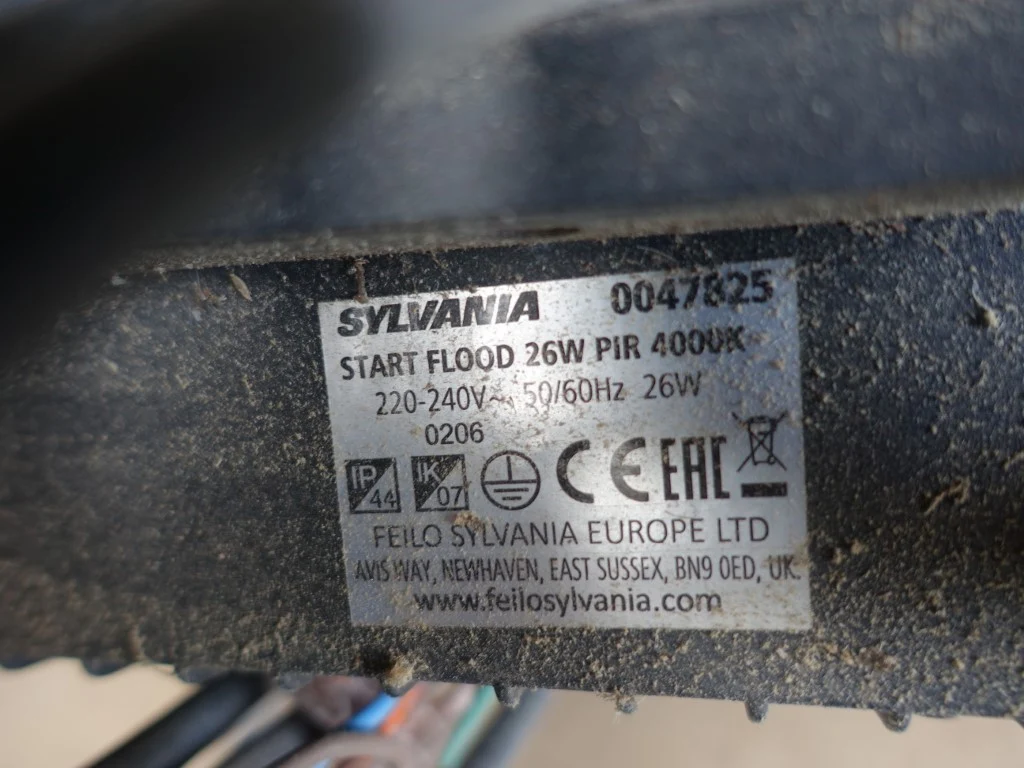 SYLVANIA 0047825
START FLOOD 26W PIR 4000K
220-240V~ 50/60Hz 26W
0206
IP 44 IK 07 CE EAC
FEILO SYLVANIA EUROPE LTD
AVIS WAY, NEWHAVEN, EAST SUSSEX, BN9 0ED, UK.
www.feilosylvania.com